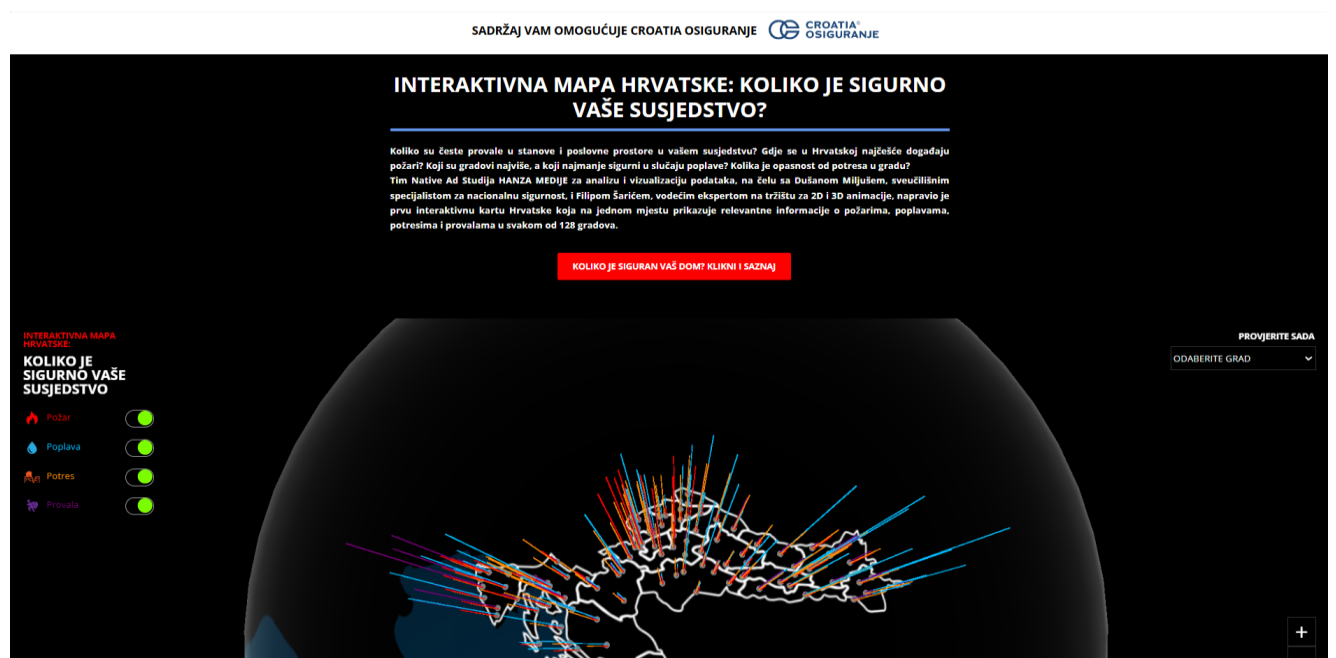 SADRŽAJ VAM OMOGUĆUJE CROATIA OSIGURANJE
CROATIA®
OSIGURANJE
INTERAKTIVNA MAPA HRVATSKE: KOLIKO JE SIGURNO
VAŠE SUSJEDSTVO?
Koliko su česte provale u stanove i poslovne prostore u vašem susjedstvu? Gdje se u Hrvatskoj najčešće događaju
požari? Koji su gradovi najviše, a koji najmanje sigurni u slučaju poplave? Kolika je opasnost od potresa u gradu?
Tim Native Ad Studija HANZA MEDIJE za analizu i vizualizaciju podataka, na čelu sa Dušanom Miljušem, sveučilišnim
specijalistom za nacionalnu sigurnost, i Filipom Šarićem, vodećim ekspertom na tržištu za 2D i 3D animacije, napravio je
prvu interaktivnu kartu Hrvatske koja na jednom mjestu prikazuje relevantne informacije o požarima, poplavama,
potresima i provalama u svakom od 128 gradova.
KOLIKO JE SIGURAN VAŠ DOM? KLIKNI I SAZNAJ
INTERAKTIVNA MAPA
HRVATSKE:
KOLIKO JE
SIGURNO VAŠE
SUSJEDSTVO
Požar
Poplava
Potres
Provala
PROVJERITE SADA
ODABERITE GRAD
+